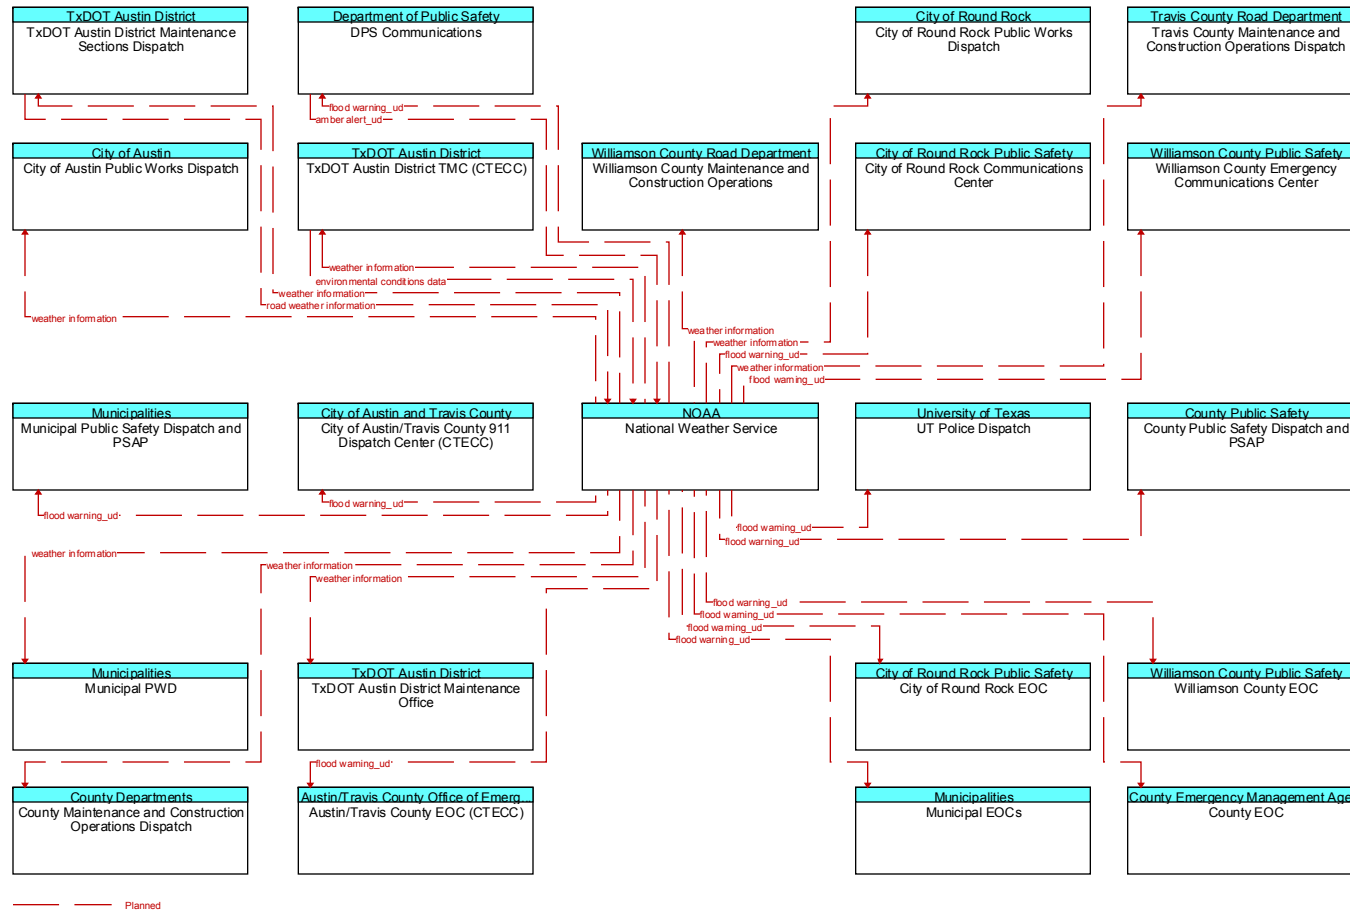 TxDOT Austin District
TxDOT Austin District Maintenance
Sections Dispatch
Department of Public Safety
DPS Communications
City of Round Rock
City of Round Rock Public Works
Dispatch
Travis County Road Department
Travis County Maintenance and
Construction Operations Dispatch
flood warning_ud
amber alert_ud
City of Austin
City of Austin Public Works Dispatch
TxDOT Austin District
TxDOT Austin District TMC (CTECC)
Williamson County Road Department
Williamson County Maintenance and
Construction Operations
City of Round Rock Public Safety
City of Round Rock Communications
Center
Williamson County Public Safety
Williamson County Emergency
Communications Center
weather information
environmental conditions data
weather information
road weather information
weather information
weather information
weather information
flood warning_ud
weather information
flood warning_ud
Municipalities
Municipal Public Safety Dispatch and
PSAP
City of Austin and Travis County
City of Austin/Travis County 911
Dispatch Center (CTECC)
NOAA
National Weather Service
University of Texas
UT Police Dispatch
County Public Safety
County Public Safety Dispatch and
PSAP
flood warning_ud
flood warning_ud
flood warning_ud
flood warning_ud
weather information
weather information
weather information
flood warning_ud
flood warning_ud
flood warning_ud
flood warning_ud
Municipalities
Municipal PWD
TxDOT Austin District
TxDOT Austin District Maintenance
Office
City of Round Rock Public Safety
City of Round Rock EOC
Williamson County Public Safety
Williamson County EOC
flood warning_ud
County Departments
County Maintenance and Construction
Operations Dispatch
Austin/Travis County Office of Emerg...
Austin/Travis County EOC (CTECC)
Municipalities
Municipal EOCs
County Emergency Management Age
County EOC
Planned